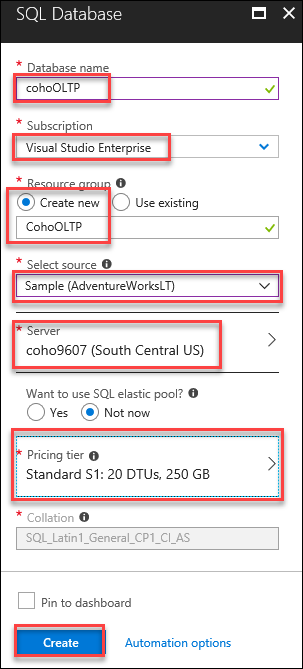 SQL Database
* Database name
cohoOLTP
* Subscription
Visual Studio Enterprise
* Resource group
Create new Use existing
CohoOLTP
* Select source
Sample (AdventureWorksLT)
* Server
coho9607 (South Central US)
Want to use SQL elastic pool?
Yes Not now
* Pricing tier
Standard S1: 20 DTUs, 250 GB
* Collation
SQL_Latin1_General_CP1_CI_AS
Pin to dashboard
Create Automation options